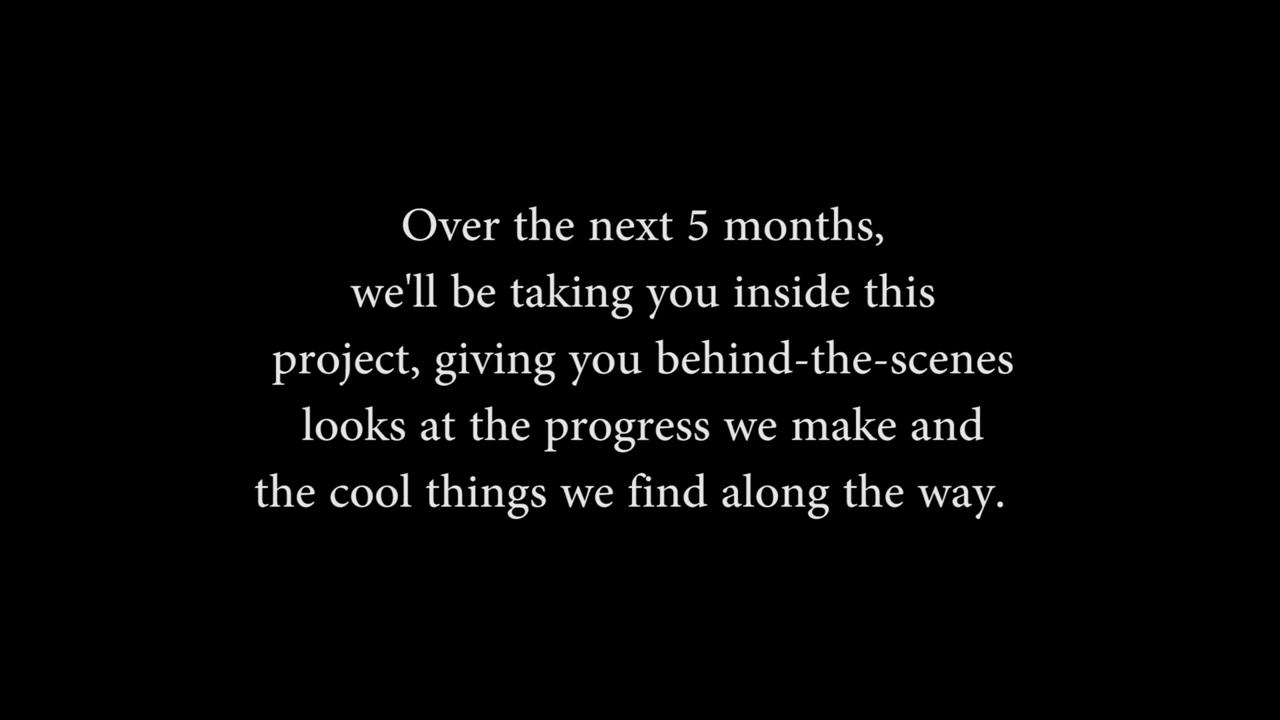 Over the next 5 months,
we'll be taking you inside this
project, giving you behind-the-scenes
looks at the progress we make and
the cool things we find along the way.